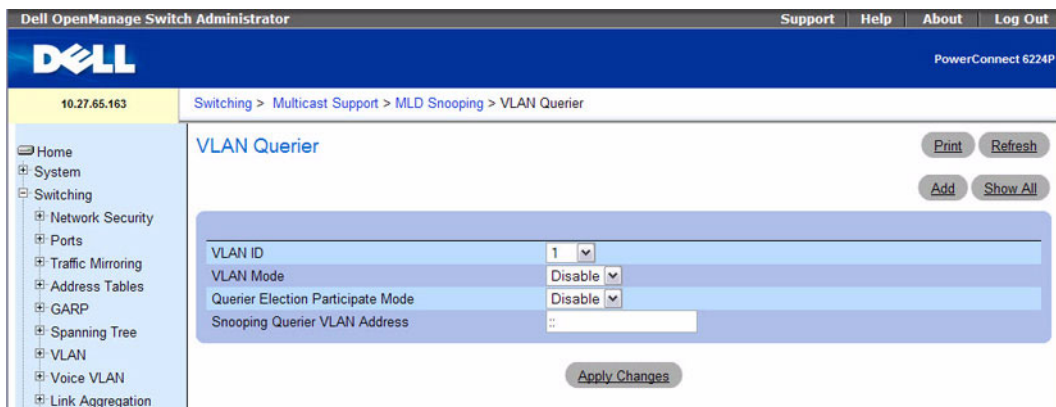 Dell OpenManage Switch Administrator Support Help About Log Out
DELL
PowerConnect 6224P
10.27.65.163
Switching > Multicast Support > MLD Snooping > VLAN Querier
Home
System
Switching
Network Security
Ports
Traffic Mirroring
Address Tables
GARP
Spanning Tree
VLAN
Voice VLAN
Link Aggregation
VLAN Querier
Print Refresh
Add Show All
VLAN ID 1
VLAN Mode Disable
Querier Election Participate Mode Disable
Snooping Querier VLAN Address ::
Apply Changes